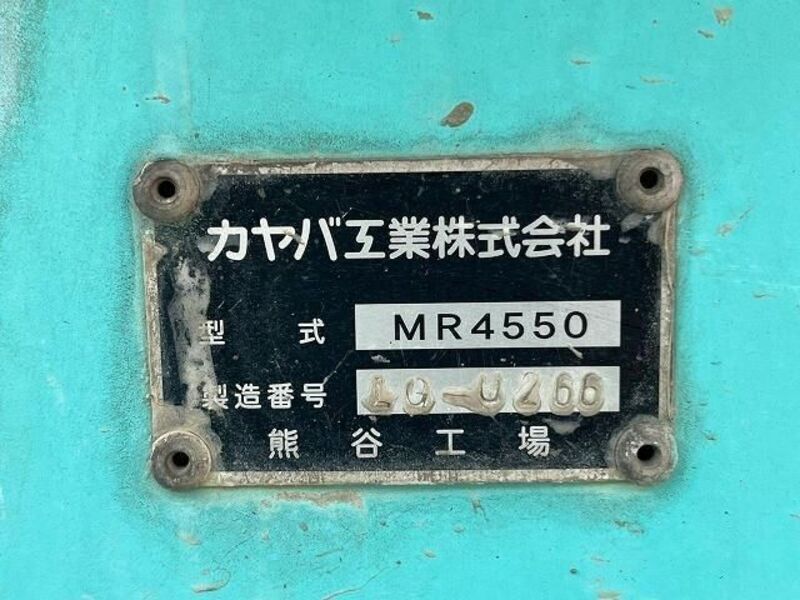 カヤバ工業株式会社
型式 MR4550
製造番号
熊谷工場